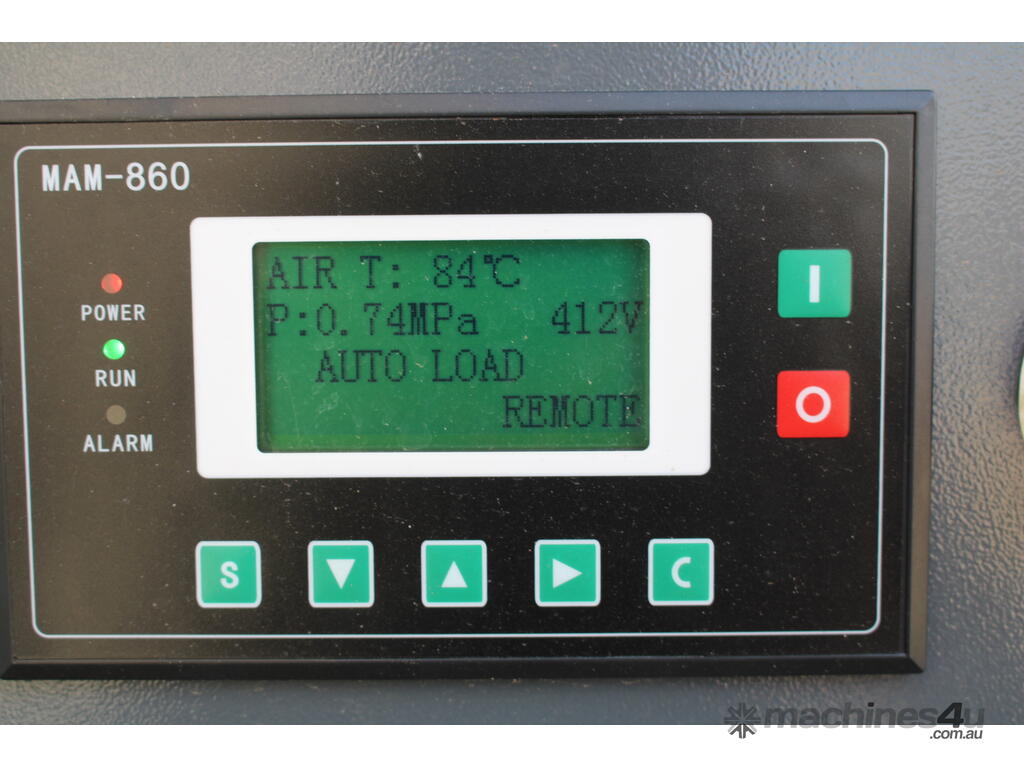 MAM-860
AIR T: 84℃
P:0.74MPa 412V
AUTO LOAD
REMOTE
POWER
RUN
ALARM
I
O
S
C
machines4u
.com.au